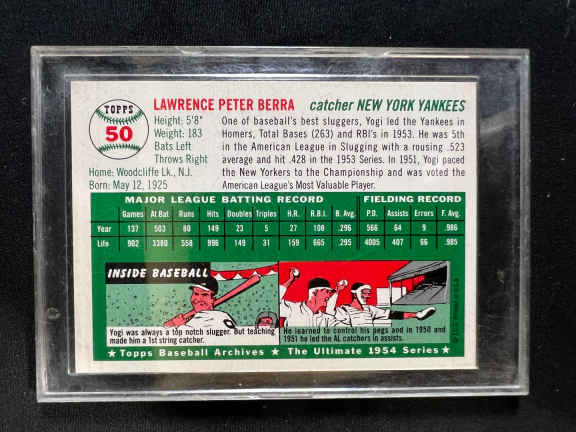 TOPPS
50
LAWRENCE PETER BERRA catcher NEW YORK YANKEES
Height: 5'8"
Weight: 183
Bats Left
Throws Right
Home: Woodcliffe Lk., N.J.
Born: May 12, 1925
One of baseball's best sluggers, Yogi led the Yankees in
Homers, Total Bases (263) and RBI's in 1953. He was 5th
in the American League in Slugging with a rousing .523
average and hit .428 in the 1953 Series. In 1951, Yogi paced
the New Yorkers to the Championship and was voted the
American League's Most Valuable Player.
MAJOR LEAGUE BATTING RECORD FIELDING RECORD
Games At Bat Runs Hits Doubles Triples H.R. R.B.I. B. Avg. P.O. Assists Errors F. Avg.
Year 137 503 80 149 23 5 27 108 .296 566 64 9 .986
Life 902 3380 558 996 149 31 159 665 .295 4005 407 66 .985
INSIDE BASEBALL
Yogi was always a top notch slugger. But teaching
made him a 1st string catcher.
He learned to control his pegs and in 1950 and
1951 he led the AL catchers in assists.
★ Topps Baseball Archives ★ The Ultimate 1954 Series ★